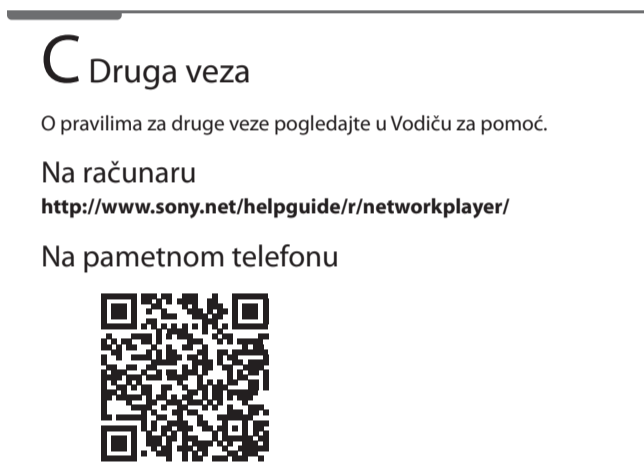 C Druga veza
O pravilima za druge veze pogledajte u Vodiču za pomoć.
Na računaru
http://www.sony.net/helpguide/r/networkplayer/
Na pametnom telefonu